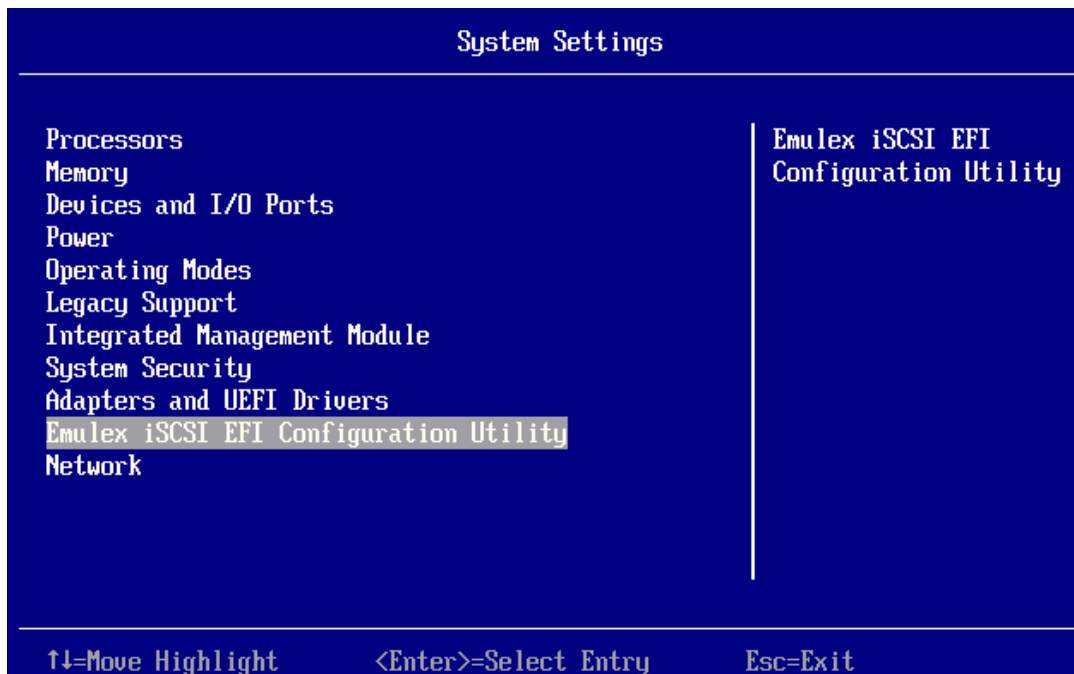 System Settings
Processors
Memory
Devices and I/O Ports
Power
Operating Modes
Legacy Support
Integrated Management Module
System Security
Adapters and UEFI Drivers
Emulex iSCSI EFI Configuration Utility
Network
Emulex iSCSI EFI
Configuration Utility
↑↓=Move Highlight <Enter>=Select Entry Esc=Exit